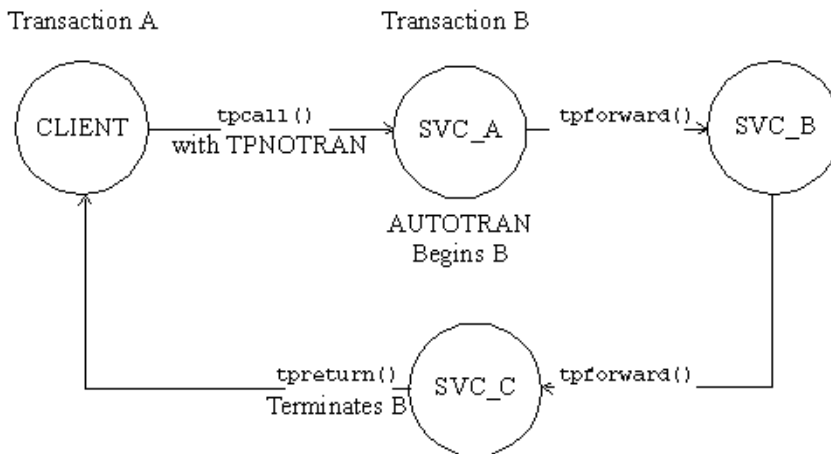 Transaction A
Transaction B
CLIENT
tpcall()
with TPNOTRAN
SVC_A
tpforward()
SVC_B
AUTOTRAN
Begins B
tpreturn()
Terminates B
SVC_C
tpforward()